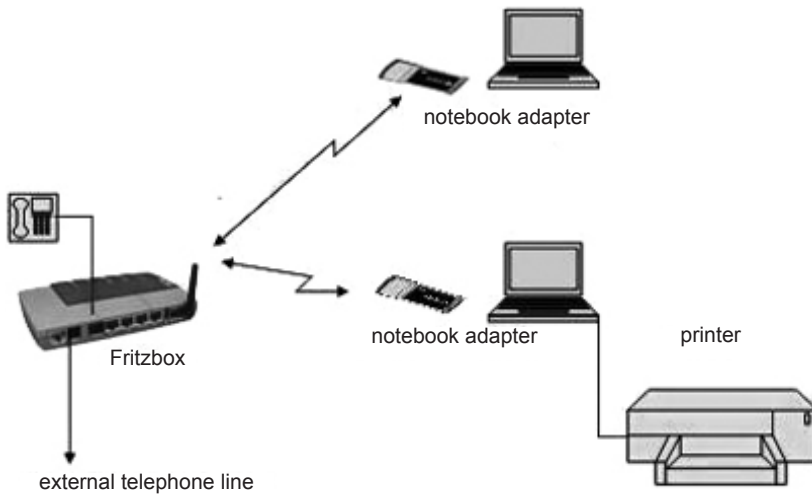 notebook adapter
notebook adapter
printer
Fritzbox
external telephone line